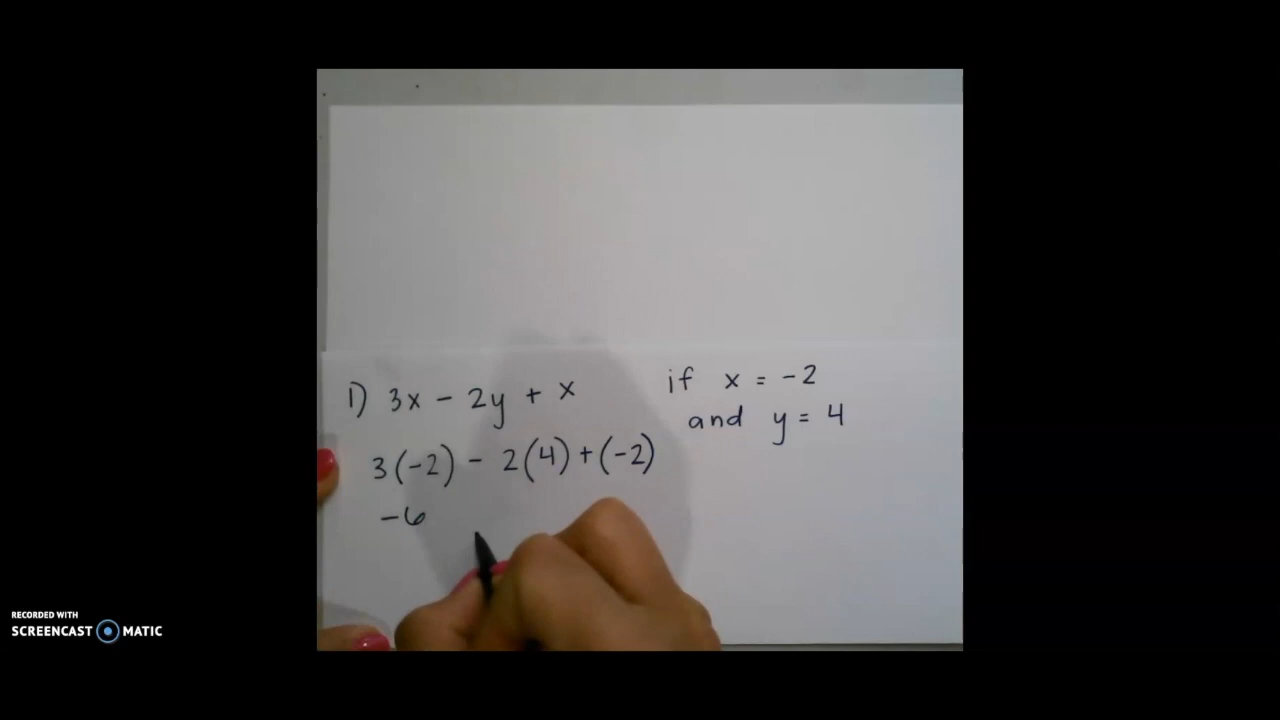 1) 3x - 2y + x
if x = -2
and y = 4
3(-2) - 2(4) + (-2)
-6
RECORDED WITH
SCREENCAST MATIC